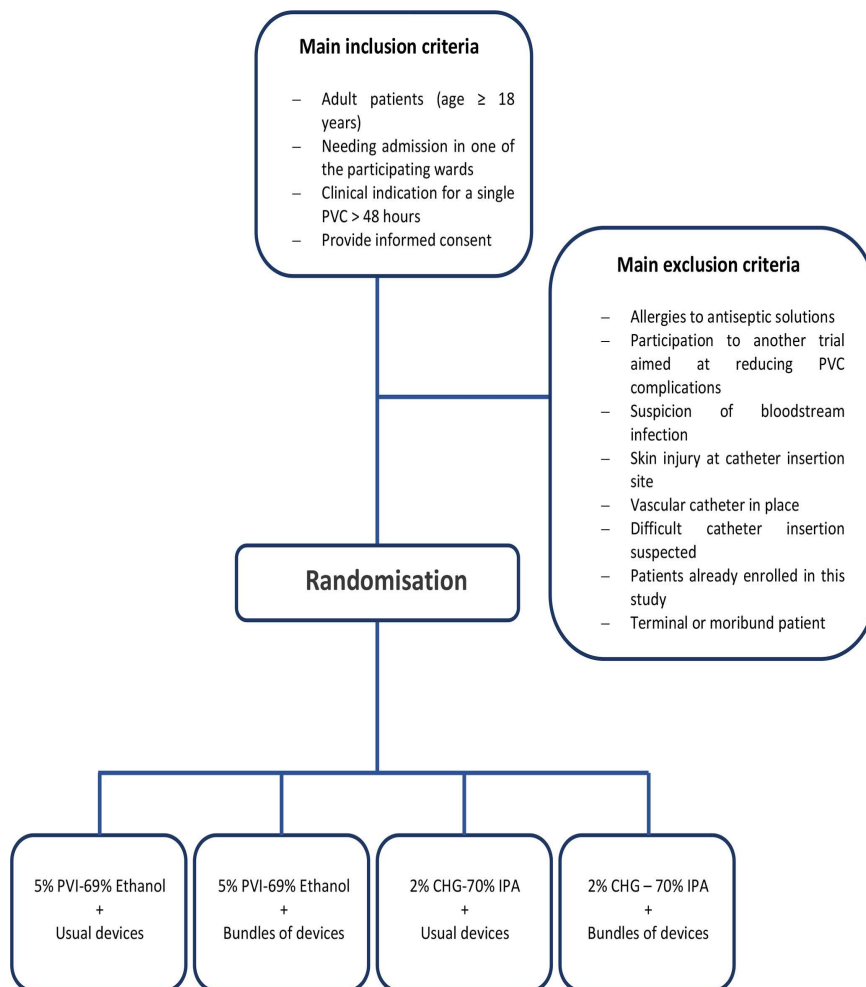 Main inclusion criteria
– Adult patients (age ≥ 18
years)
– Needing admission in one of
the participating wards
– Clinical indication for a single
PVC > 48 hours
– Provide informed consent
Main exclusion criteria
– Allergies to antiseptic solutions
– Participation to another trial
aimed at reducing PVC
complications
– Suspicion of bloodstream
infection
– Skin injury at catheter insertion
site
– Vascular catheter in place
– Difficult catheter insertion
suspected
– Patients already enrolled in this
study
– Terminal or moribund patient
Randomisation
5% PVI-69% Ethanol
+
Usual devices
5% PVI-69% Ethanol
+
Bundles of devices
2% CHG-70% IPA
+
Usual devices
2% CHG – 70% IPA
+
Bundles of devices